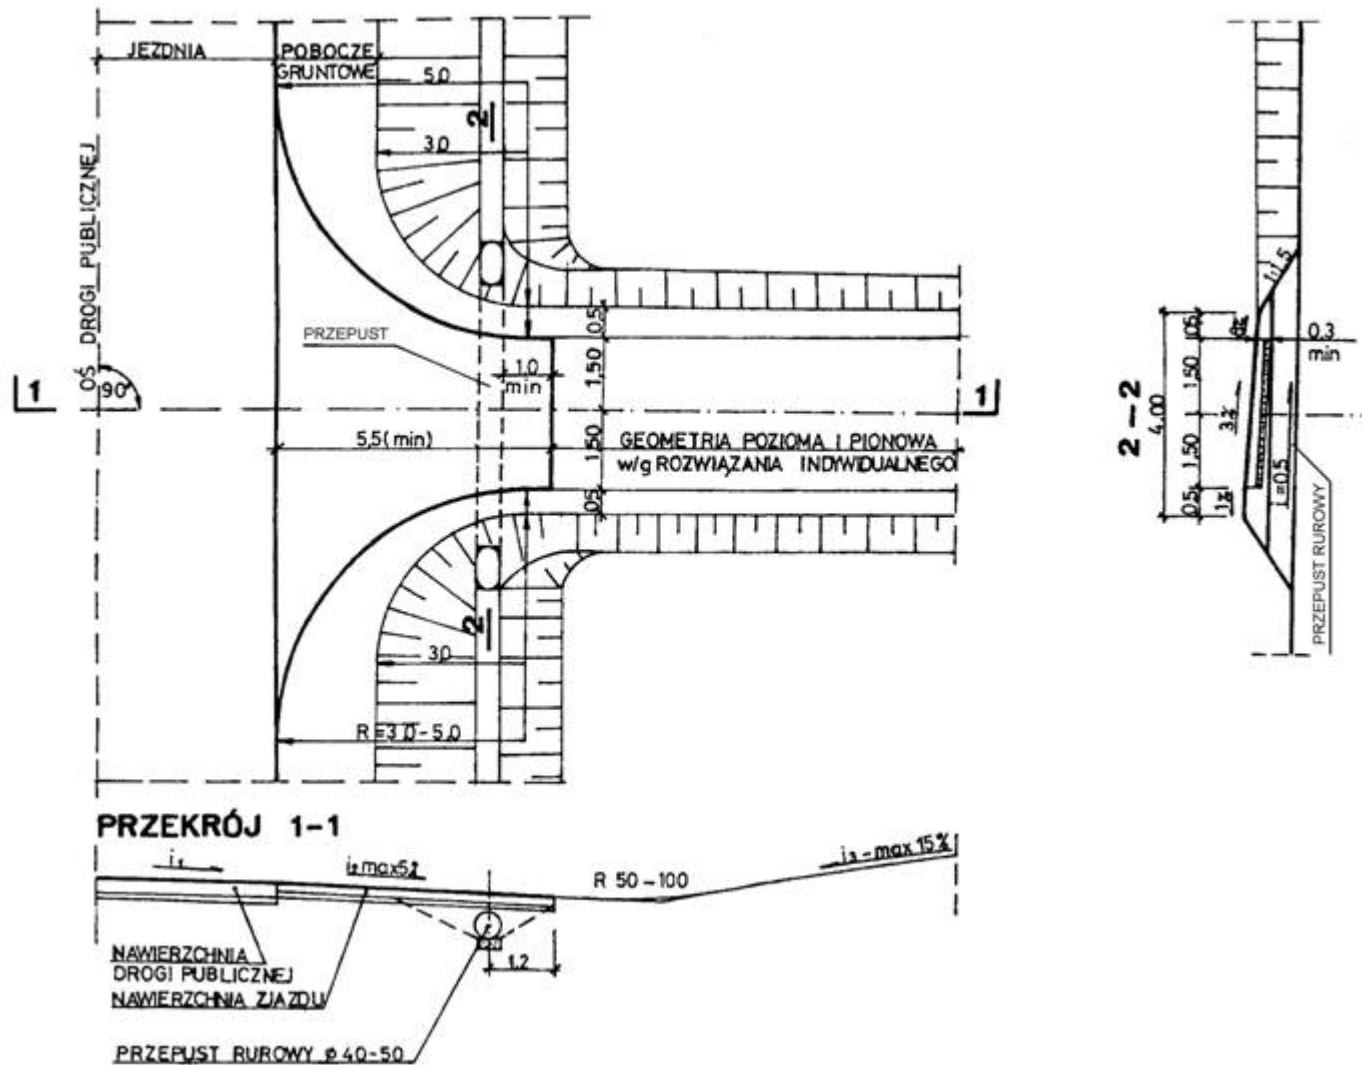 JEZDNIA
POBOCZE
GRUNTOWE
5,0
2
3,0
OŚ DROGI PUBLICZNEJ
PRZEPUST
0,5
1,0
min
1,50
1
90°
1
5,5(min)
1,50
GEOMETRIA POZIOMA I PIONOWA
w/g ROZWIĄZANIA INDYWIDUALNEGO
0,5
2
3,0
R=3,0-5,0
1:1,5
0,5
0,3
min
1,50
2-2
4,00
1,50
0,5
i=0,5
PRZEPUST RUROWY
PRZEKRÓJ 1-1
i₁
i₂max5%
R 50-100
i₃-max 15%
NAWIERZCHNIA
DROGI PUBLICZNEJ
NAWIERZCHNIA ZJAZDU
1,2
PRZEPUST RUROWY ø 40-50